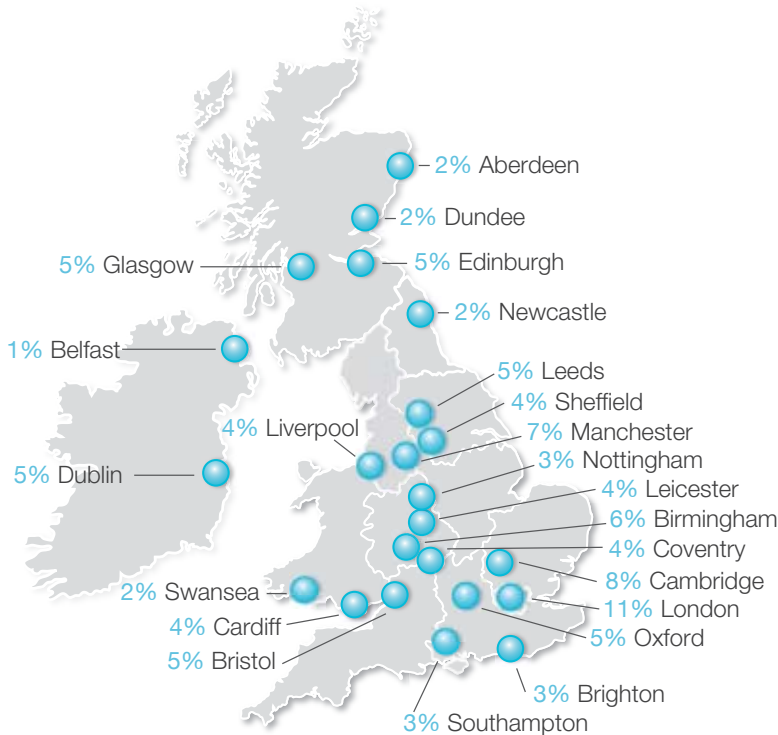 2% Aberdeen
2% Dundee
5% Glasgow
5% Edinburgh
2% Newcastle
1% Belfast
5% Leeds
4% Sheffield
4% Liverpool
7% Manchester
3% Nottingham
5% Dublin
4% Leicester
6% Birmingham
4% Coventry
8% Cambridge
2% Swansea
11% London
4% Cardiff
5% Oxford
5% Bristol
3% Brighton
3% Southampton